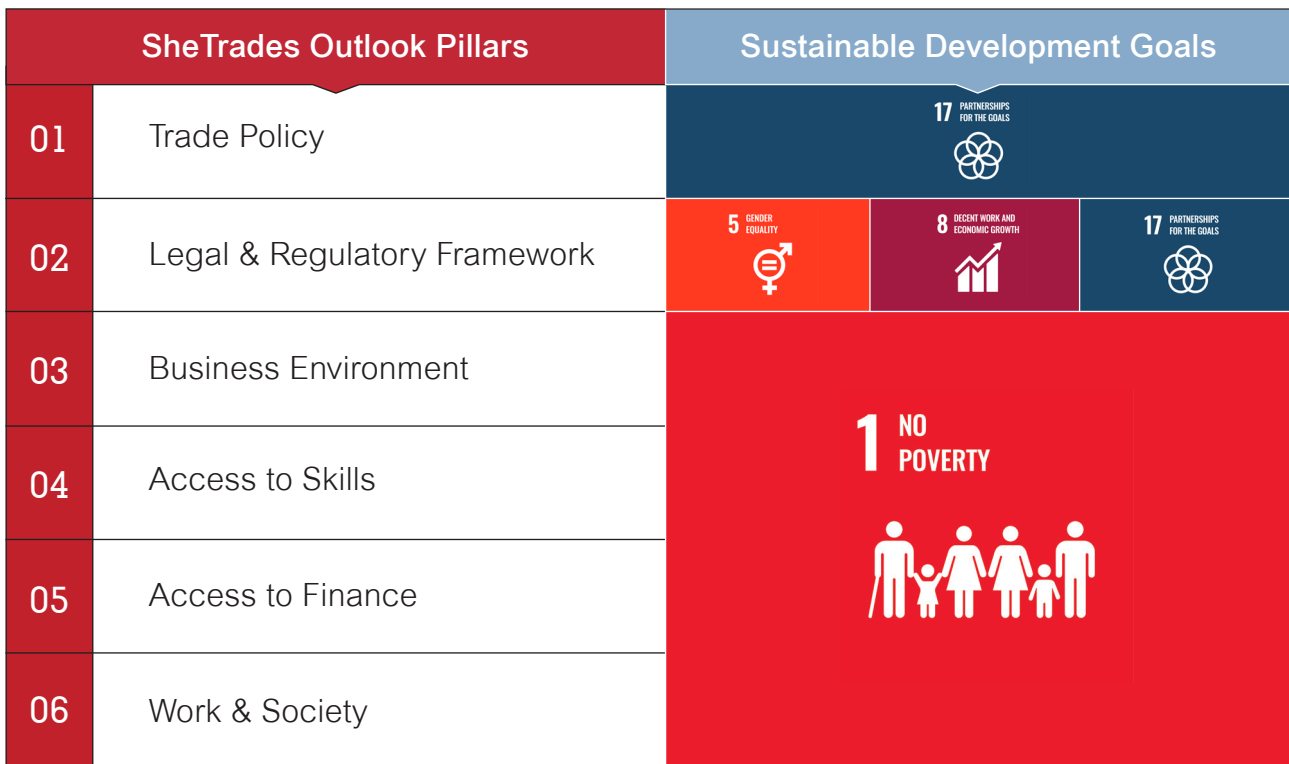 SheTrades Outlook Pillars
Sustainable Development Goals
01
Trade Policy
17 PARTNERSHIPS
FOR THE GOALS
02
Legal & Regulatory Framework
5 GENDER
EQUALITY
8 DECENT WORK AND
ECONOMIC GROWTH
17 PARTNERSHIPS
FOR THE GOALS
03
Business Environment
1 NO
POVERTY
04
Access to Skills
05
Access to Finance
06
Work & Society